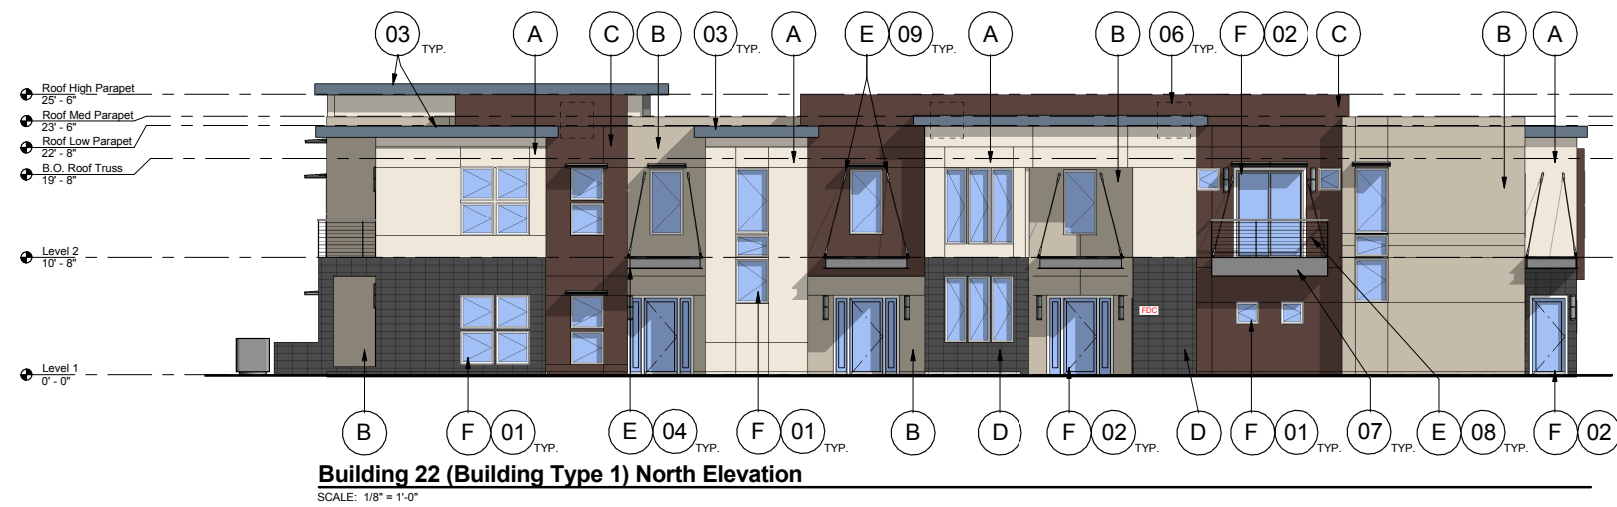 03 TYP. A C B 03 TYP. A E 09 TYP. A B 06 TYP. F 02 C B A
Roof High Parapet
25' - 6"
Roof Med Parapet
23' - 6"
Roof Low Parapet
22' - 8"
B.O. Roof Truss
19' - 8"
Level 2
10' - 8"
FDC
Level 1
0' - 0"
B F 01 TYP. E 04 TYP. F 01 TYP. B D F 02 TYP. D F 01 TYP. 07 TYP. E 08 TYP. F 02
Building 22 (Building Type 1) North Elevation
SCALE: 1/8" = 1'-0"